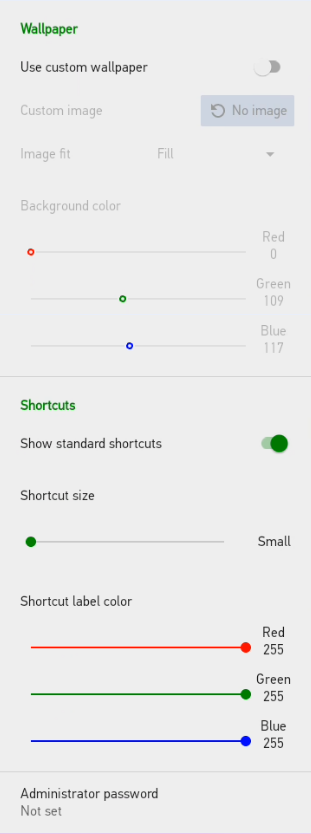 Wallpaper
Use custom wallpaper
Custom image
No image
Image fit
Fill
Background color
Red
0
Green
109
Blue
117
Shortcuts
Show standard shortcuts
Shortcut size
Small
Shortcut label color
Red
255
Green
255
Blue
255
Administrator password
Not set